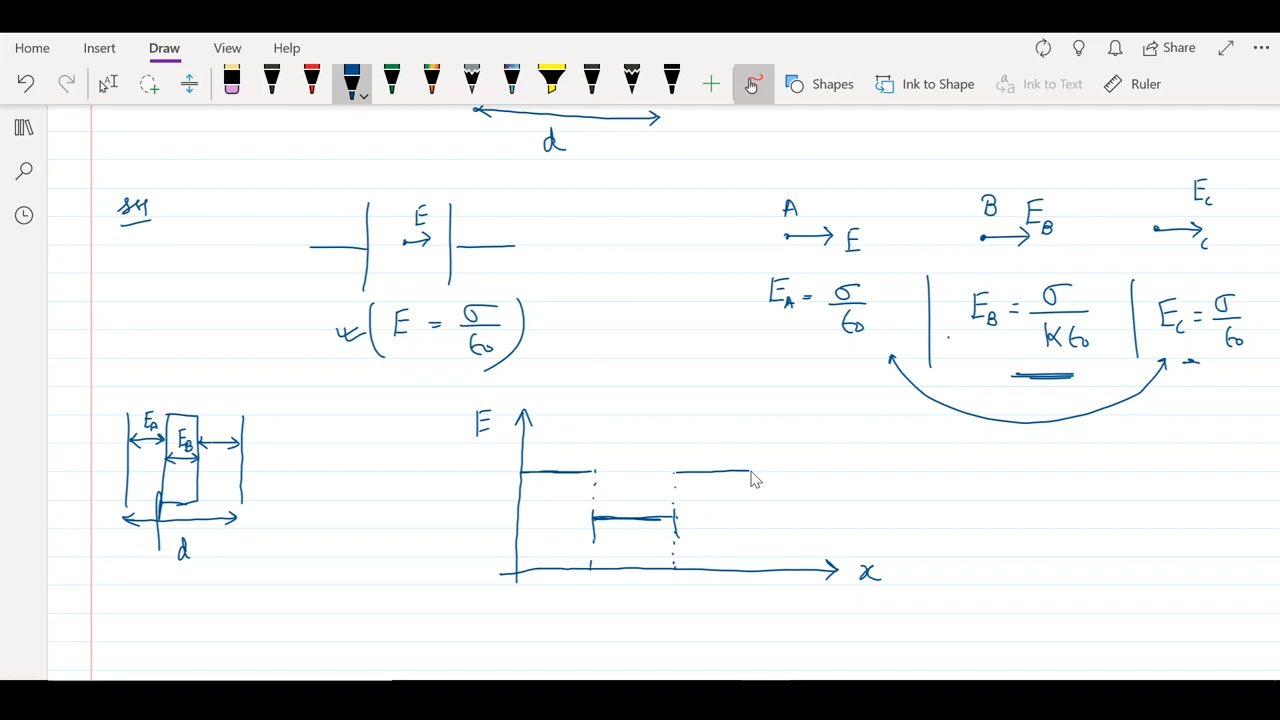 Home Insert Draw View Help
Share
Shapes Ink to Shape Ink to Text Ruler
d
E
E = σ/ε₀
A
E
B
E_B
E_C
C
E_A = σ/ε₀
E_B = σ/Kε₀
E_C = σ/ε₀
E_A
E_B
d
E
x